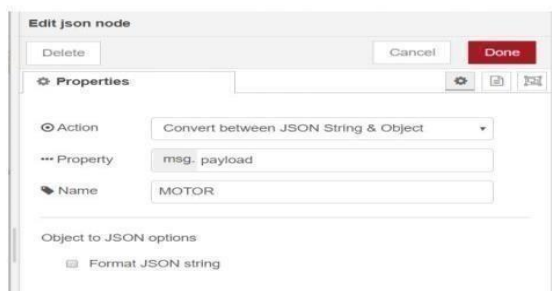 Edit json node
Delete Cancel Done
Properties
Action Convert between JSON String & Object
Property msg. payload
Name MOTOR
Object to JSON options
Format JSON string